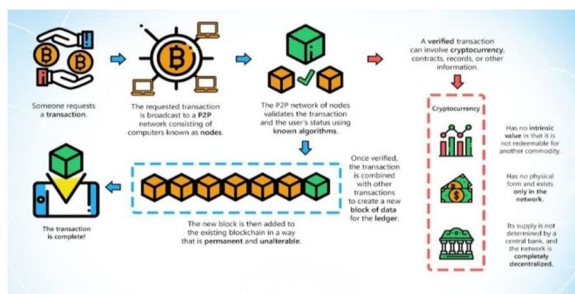 Someone requests
a transaction.
The requested transaction
is broadcast to a P2P
network consisting of
computers known as nodes.
The P2P network of nodes
validates the transaction
and the user's status using
known algorithms.
A verified transaction
can involve cryptocurrency,
contracts, records, or other
information.
Cryptocurrency
Has no intrinsic
value in that it is
not redeemable for
another commodity.
Has no physical
form and exists
only in the
network.
Its supply is not
determined by a
central bank, and
the network is
completely
decentralized.
Once verified,
the transaction
is combined
with other
transactions
to create a new
block of data
for the ledger.
The new block is then added to
the existing blockchain in a way
that is permanent and unalterable.
The transaction
is complete!